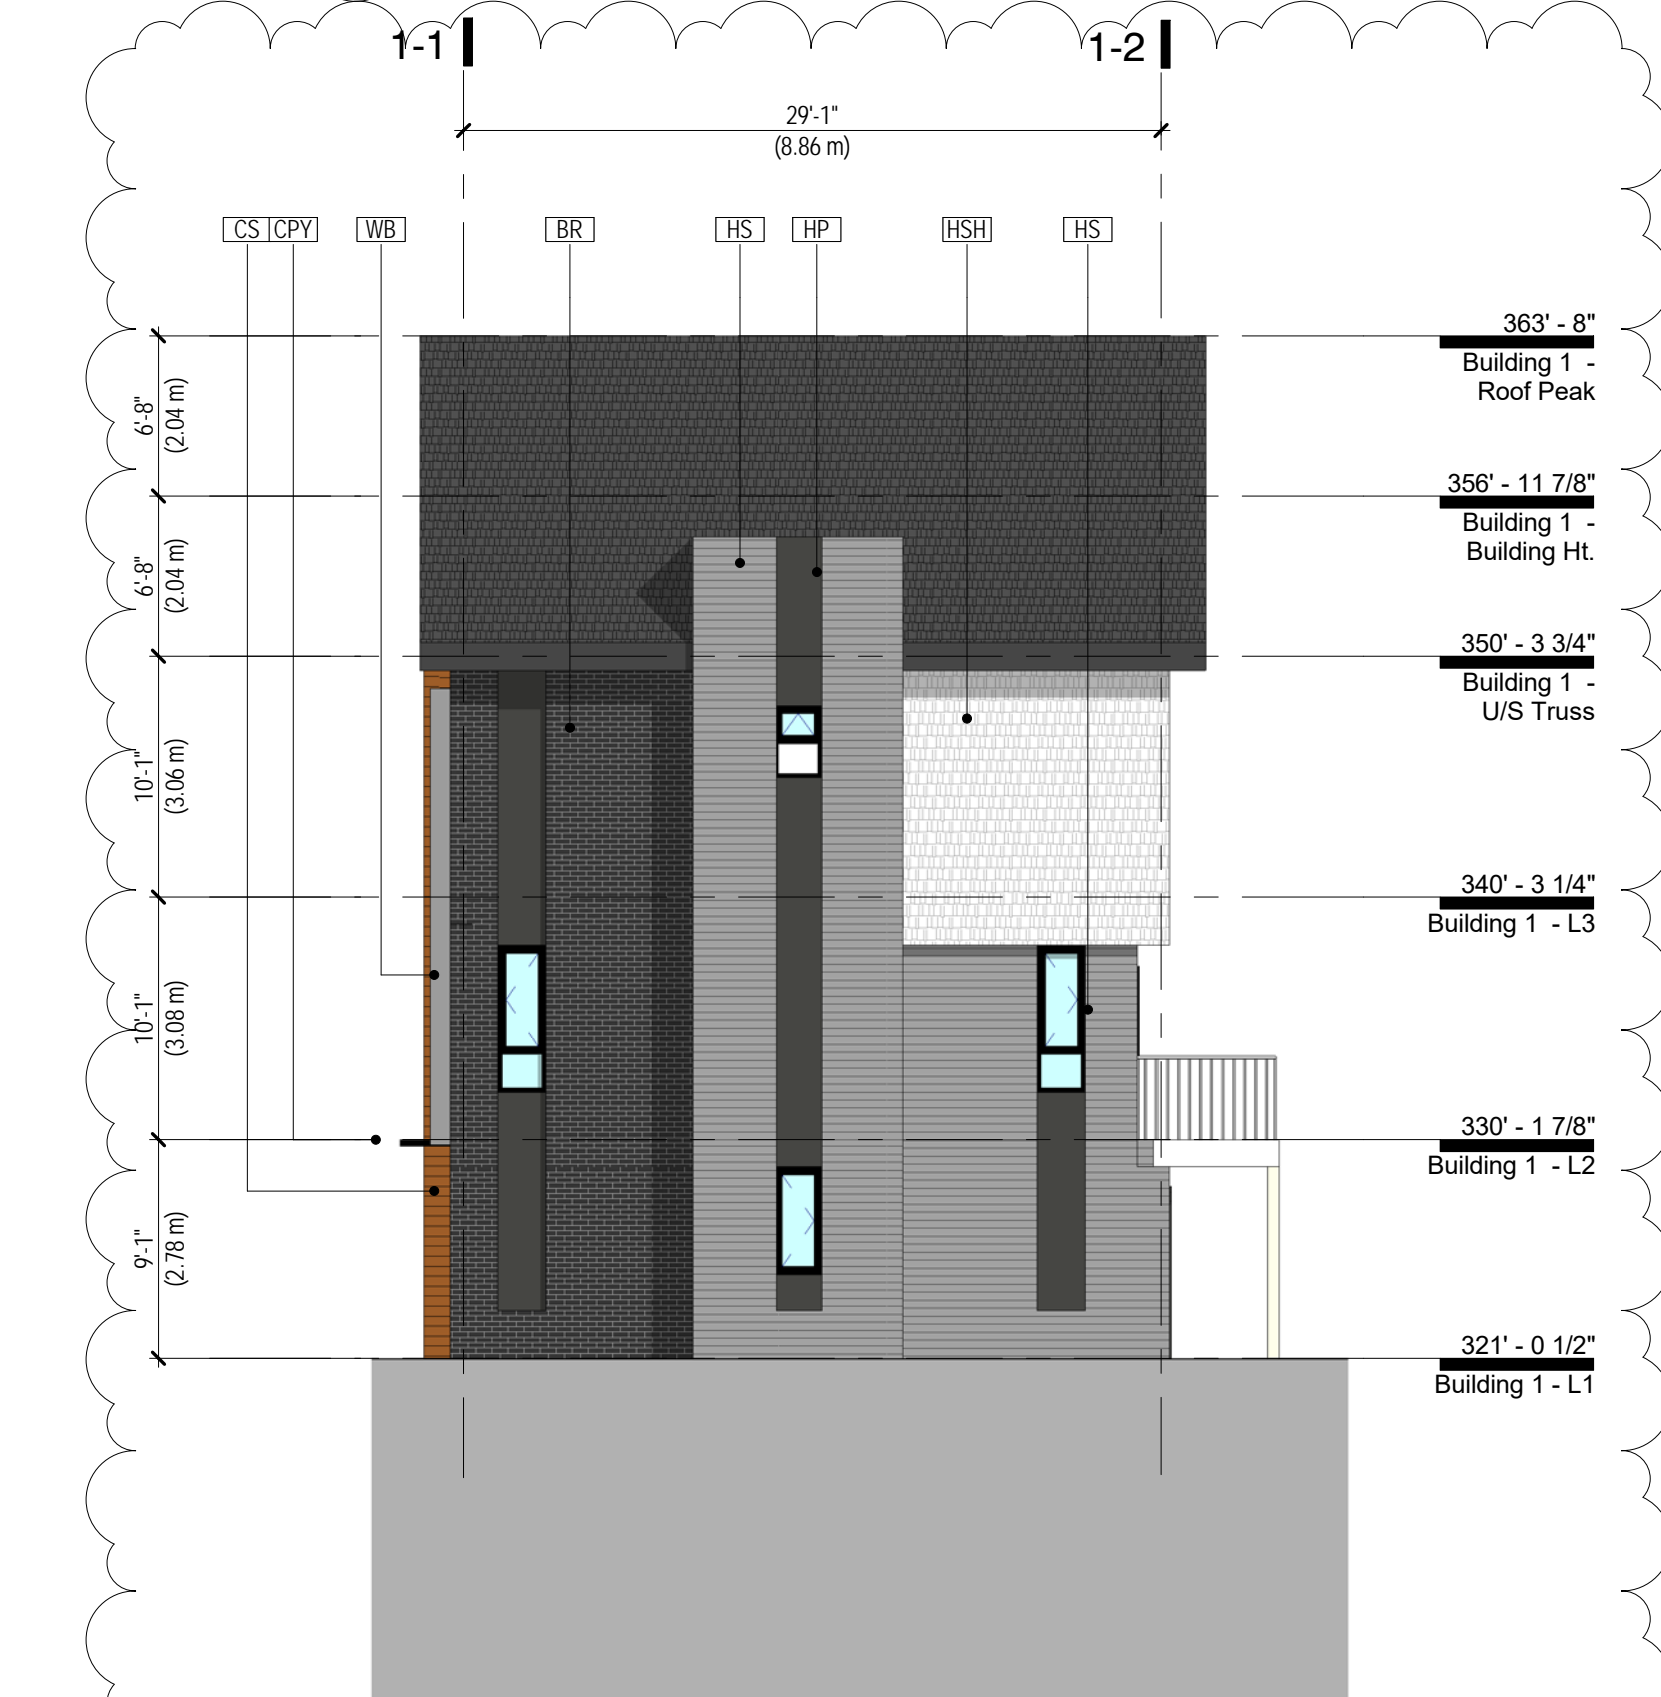 1-1
1-2
29'-1"
(8.86 m)
CS CPY WB BR HS HP HSH HS
363' - 8"
Building 1 -
Roof Peak
6'-8"
(2.04 m)
356' - 11 7/8"
Building 1 -
Building Ht.
6'-8"
(2.04 m)
350' - 3 3/4"
Building 1 -
U/S Truss
10'-1"
(3.06 m)
340' - 3 1/4"
Building 1 - L3
10'-1"
(3.08 m)
330' - 1 7/8"
Building 1 - L2
9'-1"
(2.78 m)
321' - 0 1/2"
Building 1 - L1